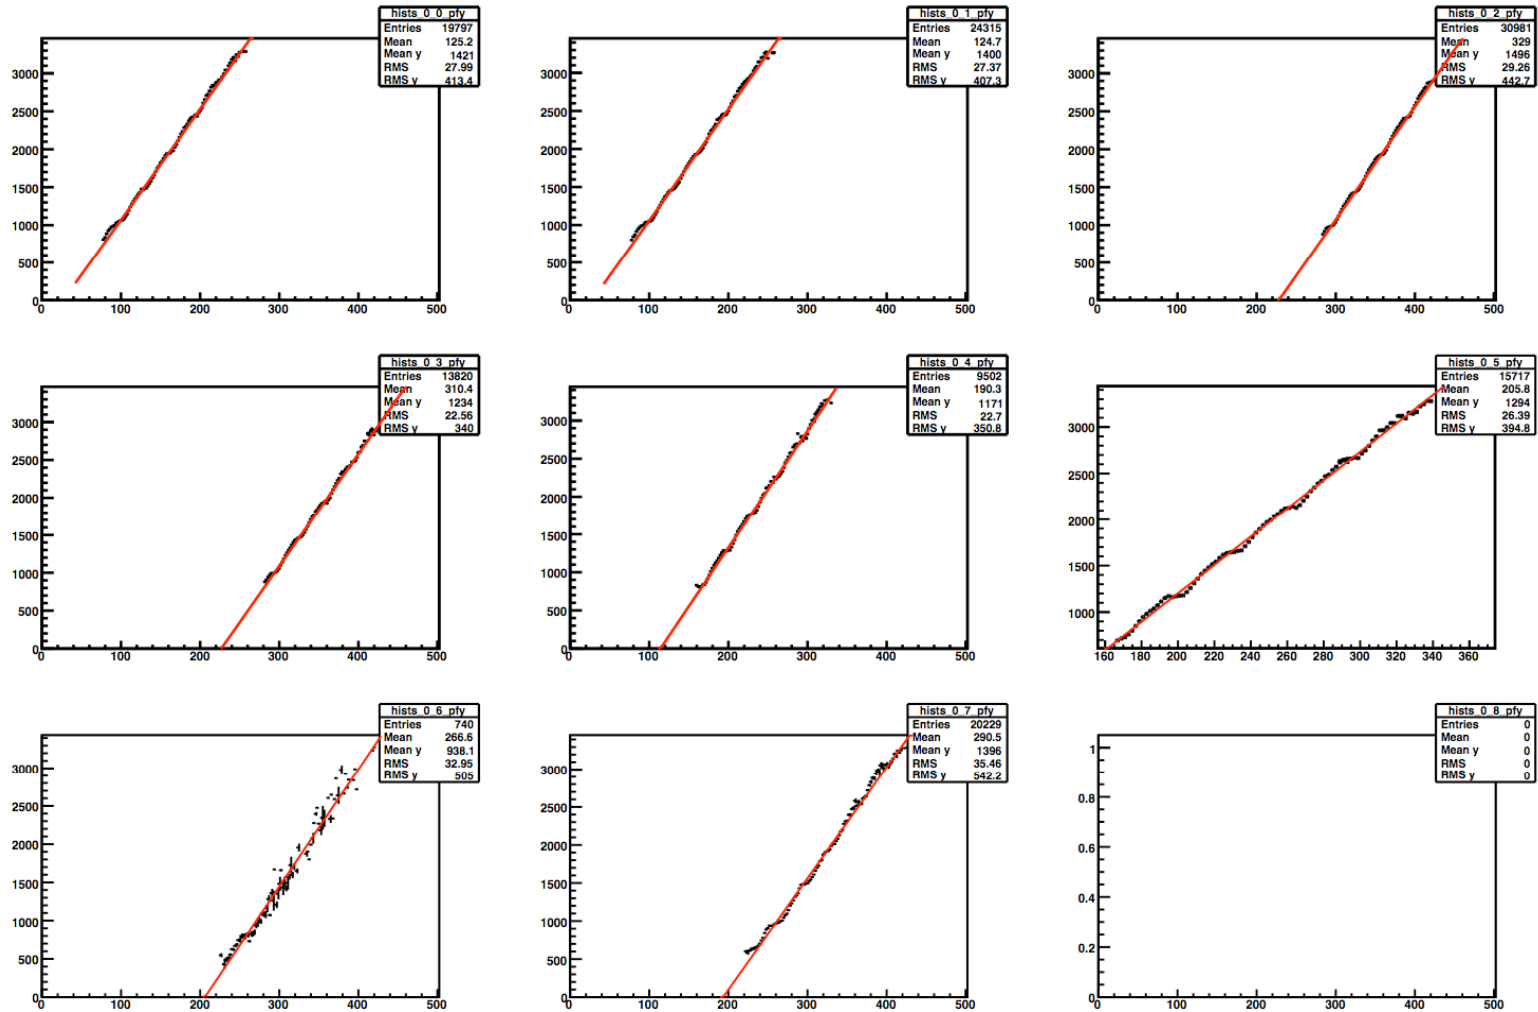 hists_0_0_pfy
Entries 19797
Mean 125.2
Mean y 1421
RMS 27.99
RMS y 413.4
3000
2500
2000
1500
1000
500
0
0 100 200 300 400 500
hists_0_1_pfy
Entries 24315
Mean 124.7
Mean y 1400
RMS 27.37
RMS y 407.3
3000
2500
2000
1500
1000
500
0
0 100 200 300 400 500
hists_0_2_pfy
Entries 30981
Mean 329
Mean y 1496
RMS 29.26
RMS y 442.7
3000
2500
2000
1500
1000
500
0
0 100 200 300 400 500
hists_0_3_pfy
Entries 13820
Mean 310.4
Mean y 1234
RMS 22.56
RMS y 340
3000
2500
2000
1500
1000
500
0
0 100 200 300 400 500
hists_0_4_pfy
Entries 9502
Mean 190.3
Mean y 1171
RMS 22.7
RMS y 350.8
3000
2500
2000
1500
1000
500
0
0 100 200 300 400 500
hists_0_5_pfy
Entries 15717
Mean 205.8
Mean y 1294
RMS 26.39
RMS y 394.8
3000
2500
2000
1500
1000
160 180 200 220 240 260 280 300 320 340 360
hists_0_6_pfy
Entries 740
Mean 266.6
Mean y 938.1
RMS 32.95
RMS y 505
3000
2500
2000
1500
1000
500
0
0 100 200 300 400 500
hists_0_7_pfy
Entries 20229
Mean 290.5
Mean y 1396
RMS 35.46
RMS y 542.2
3000
2500
2000
1500
1000
500
0
0 100 200 300 400 500
hists_0_8_pfy
Entries 0
Mean 0
Mean y 0
RMS 0
RMS y 0
1
0.8
0.6
0.4
0.2
0
0 100 200 300 400 500